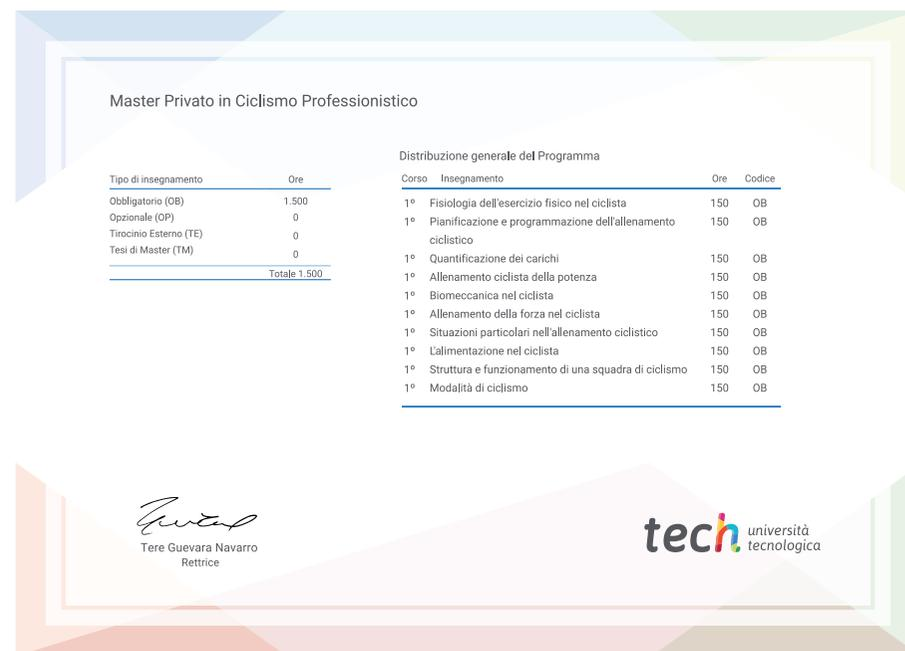 Master Privato in Ciclismo Professionistico
Tipo di insegnamento Ore
Obbligatorio (OB) 1.500
Opzionale (OP) 0
Tirocinio Esterno (TE) 0
Tesi di Master (TM) 0
Totale 1.500
Distribuzione generale del Programma
Corso Insegnamento Ore Codice
1º Fisiologia dell'esercizio fisico nel ciclista 150 OB
1º Pianificazione e programmazione dell'allenamento 150 OB
ciclistico
1º Quantificazione dei carichi 150 OB
1º Allenamento ciclista della potenza 150 OB
1º Biomeccanica nel ciclista 150 OB
1º Allenamento della forza nel ciclista 150 OB
1º Situazioni particolari nell'allenamento ciclistico 150 OB
1º L'alimentazione nel ciclista 150 OB
1º Struttura e funzionamento di una squadra di ciclismo 150 OB
1º Modalità di ciclismo 150 OB
Tere Guevara Navarro
Rettrice
tech università
tecnologica